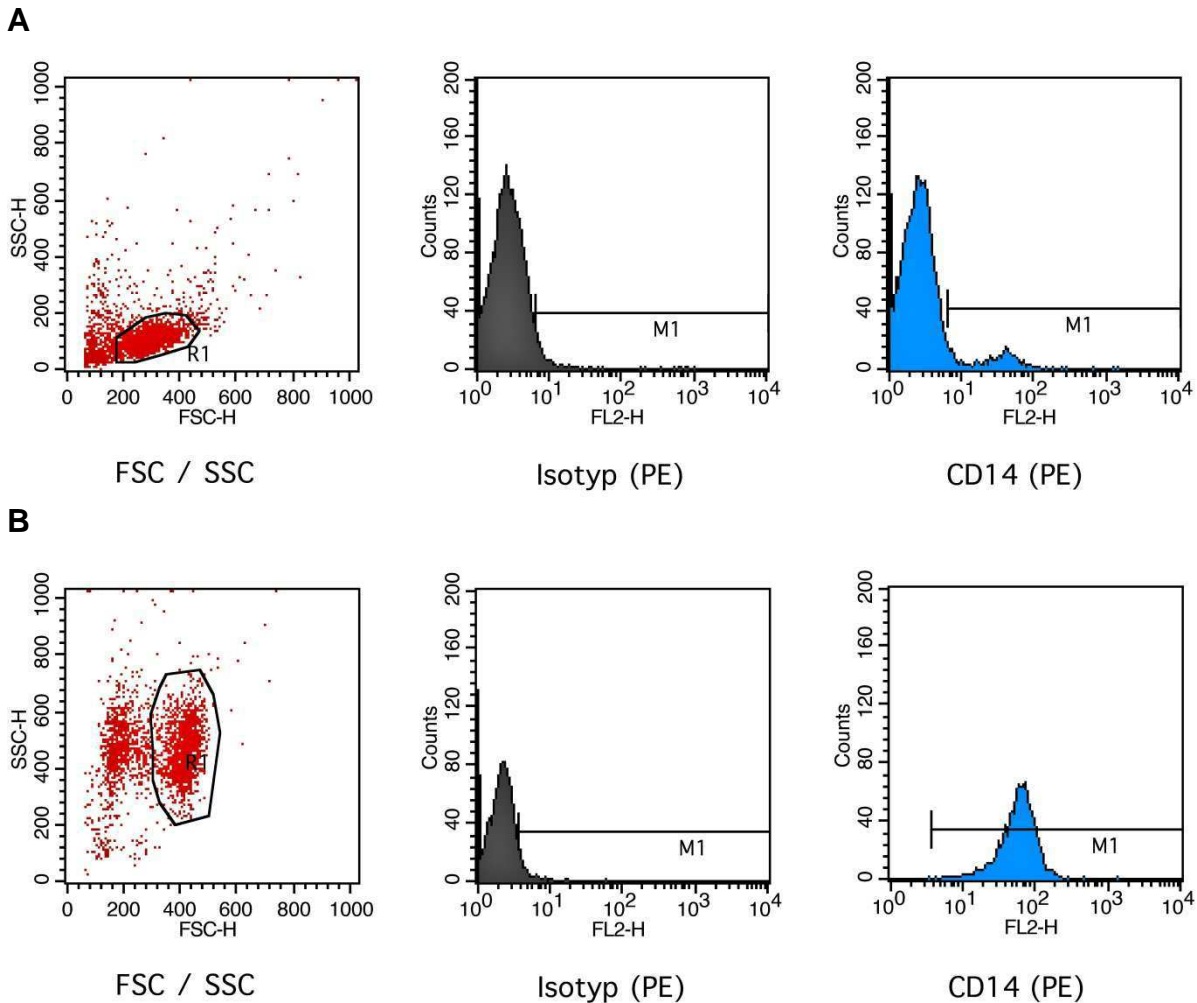 A
1000
800
600
400
200
0
SSC-H
R1
0 200 400 600 800 1000
FSC-H
FSC / SSC
200
160
120
80
40
0
Counts
M1
10^0 10^1 10^2 10^3 10^4
FL2-H
Isotyp (PE)
200
160
120
80
40
0
Counts
M1
10^0 10^1 10^2 10^3 10^4
FL2-H
CD14 (PE)
B
1000
800
600
400
200
0
SSC-H
R1
0 200 400 600 800 1000
FSC-H
FSC / SSC
200
160
120
80
40
0
Counts
M1
10^0 10^1 10^2 10^3 10^4
FL2-H
Isotyp (PE)
200
160
120
80
40
0
Counts
M1
10^0 10^1 10^2 10^3 10^4
FL2-H
CD14 (PE)